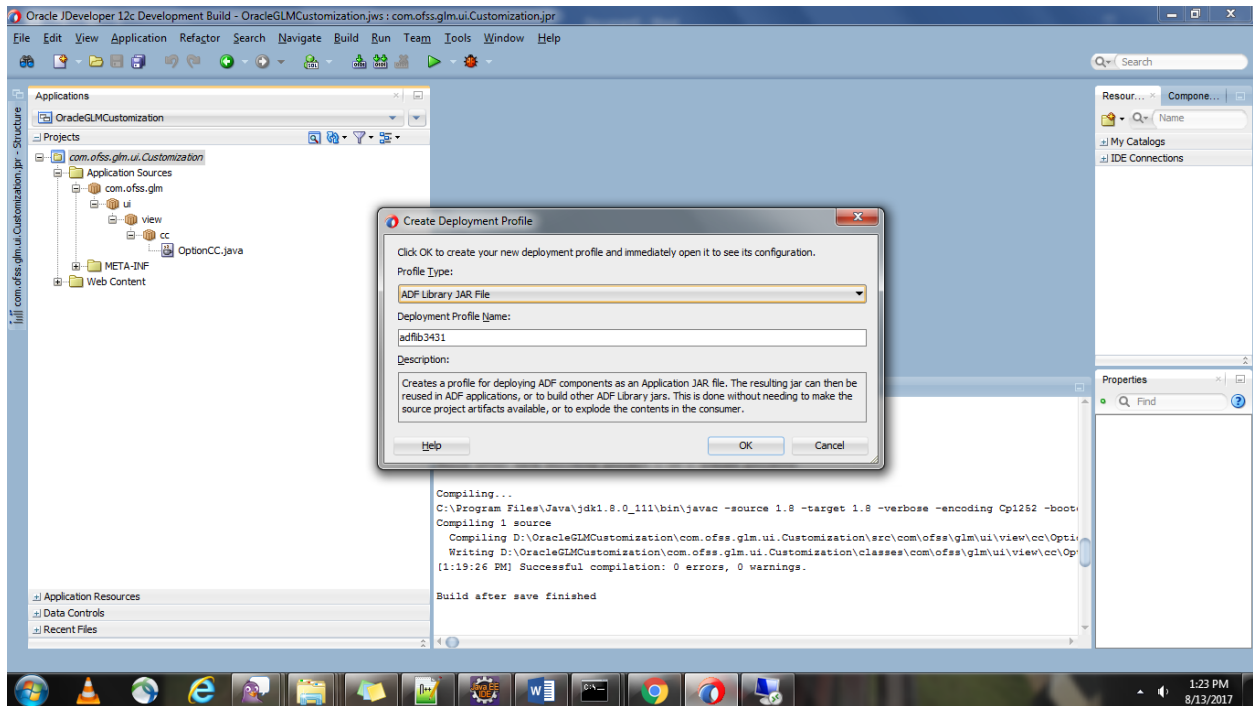 Oracle JDeveloper 12c Development Build - OracleGLMCustomization.jws : com.ofss.glm.ui.Customization.jpr
File Edit View Application Refactor Search Navigate Build Run Team Tools Window Help
Search
Applications
OracleGLMCustomization
Projects
com.ofss.glm.ui.Customization
Application Sources
com.ofss.glm
ui
view
cc
OptionCC.java
META-INF
Web Content
Application Resources
Data Controls
Recent Files
com.ofss.glm.ui.Customization.jpr - Structure
Create Deployment Profile
Click OK to create your new deployment profile and immediately open it to see its configuration.
Profile Type:
ADF Library JAR File
Deployment Profile Name:
adflib3431
Description:
Creates a profile for deploying ADF components as an Application JAR file. The resulting jar can then be
reused in ADF applications, or to build other ADF Library jars. This is done without needing to make the
source project artifacts available, or to explode the contents in the consumer.
Help OK Cancel
Compiling...
C:\Program Files\Java\jdk1.8.0_111\bin\javac -source 1.8 -target 1.8 -verbose -encoding Cp1252 -boot
Compiling 1 source
Compiling D:\OracleGLMCustomization\com.ofss.glm.ui.Customization\src\com\ofss\glm\ui\view\cc\Opti
Writing D:\OracleGLMCustomization\com.ofss.glm.ui.Customization\classes\com\ofss\glm\ui\view\cc\Op
[1:19:26 PM] Successful compilation: 0 errors, 0 warnings.
Build after save finished
Resour... Compone...
Name
My Catalogs
IDE Connections
Properties
Find
1:23 PM
8/13/2017